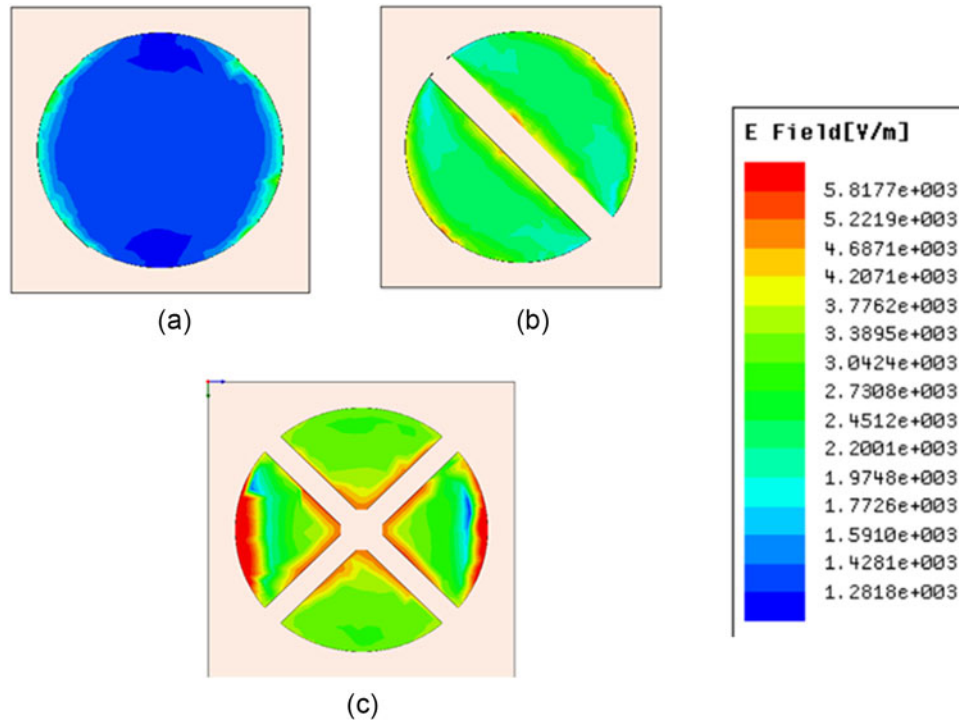 (a)
(b)
(c)
E Field[V/m]
5.8177e+003
5.2219e+003
4.6871e+003
4.2071e+003
3.7762e+003
3.3895e+003
3.0424e+003
2.7308e+003
2.4512e+003
2.2001e+003
1.9748e+003
1.7726e+003
1.5910e+003
1.4281e+003
1.2818e+003